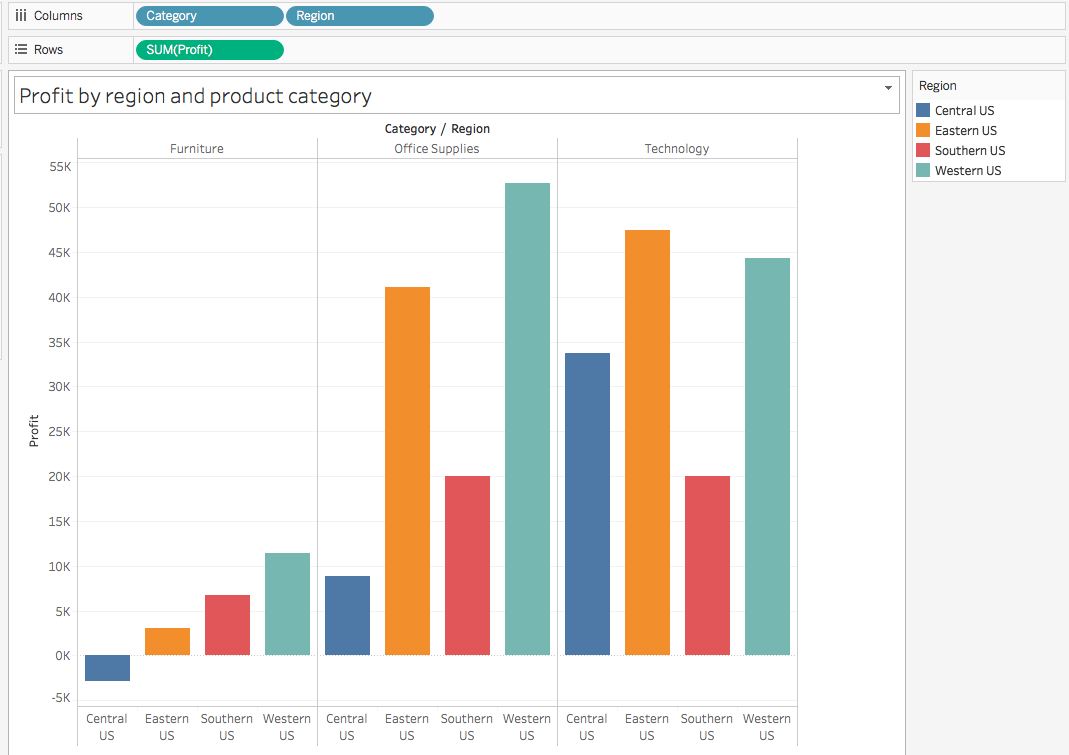 Columns Category Region
Rows SUM(Profit)
Profit by region and product category
Region
Central US
Eastern US
Southern US
Western US
Category / Region
Furniture Office Supplies Technology
55K
50K
45K
40K
35K
30K
25K
20K
15K
10K
5K
0K
-5K
Profit
Central Eastern Southern Western Central Eastern Southern Western Central Eastern Southern Western
US US US US US US US US US US US US